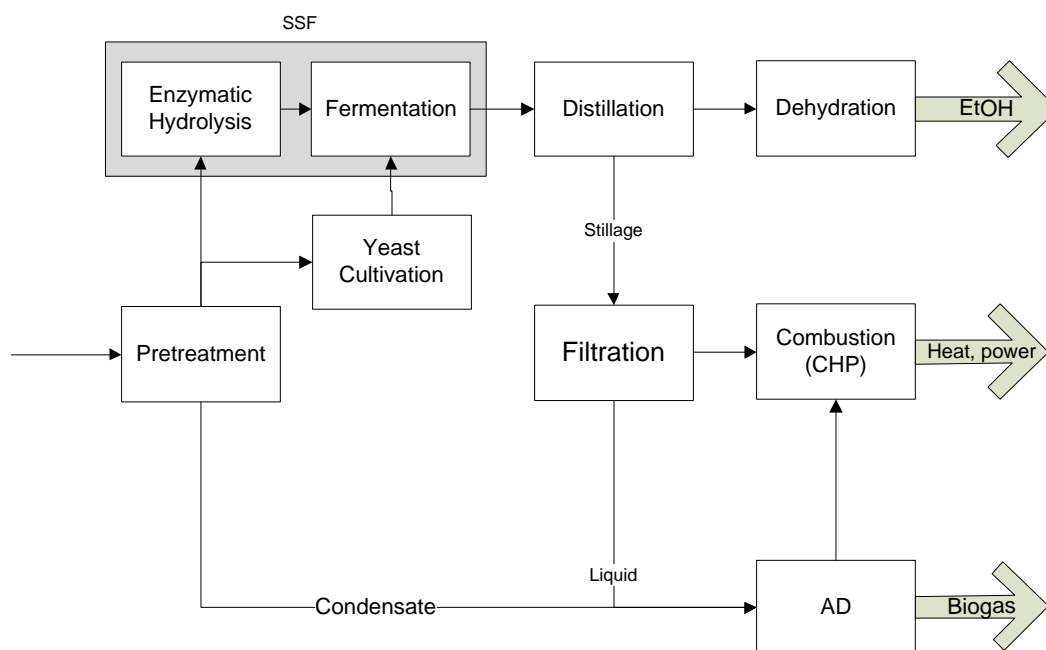 SSF
Enzymatic
Hydrolysis
Fermentation
Distillation
Dehydration
EtOH
Yeast
Cultivation
Stillage
Pretreatment
Filtration
Combustion
(CHP)
Heat, power
Liquid
Condensate
AD
Biogas